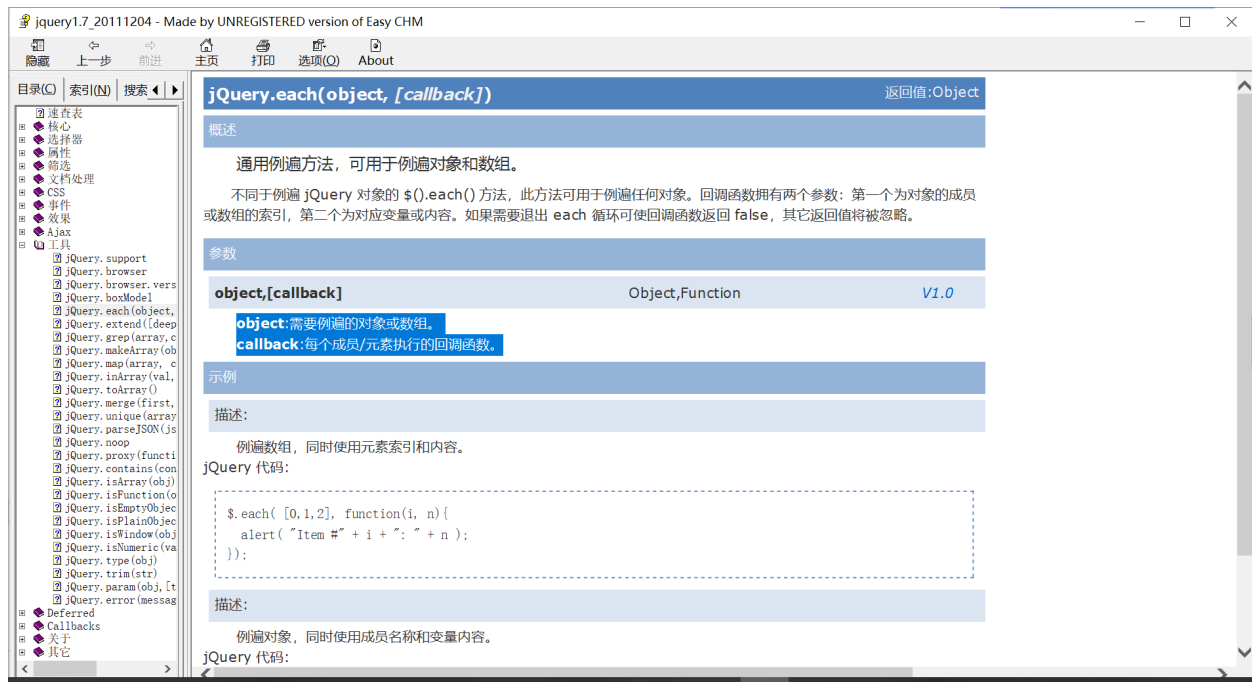 jquery1.7_20111204 - Made by UNREGISTERED version of Easy CHM
隐藏 上一步 前进 主页 打印 选项(O) About
目录(C) 索引(N) 搜索
速查表
核心
选择器
属性
筛选
文档处理
CSS
事件
效果
Ajax
工具
jQuery.support
jQuery.browser
jQuery.browser.vers
jQuery.boxModel
jQuery.each(object,
jQuery.extend([deep
jQuery.grep(array,c
jQuery.makeArray(ob
jQuery.map(array, c
jQuery.inArray(val,
jQuery.toArray()
jQuery.merge(first,
jQuery.unique(array
jQuery.parseJSON(js
jQuery.noop
jQuery.proxy(functi
jQuery.contains(con
jQuery.isArray(obj)
jQuery.isFunction(o
jQuery.isEmptyObjec
jQuery.isPlainObjec
jQuery.isWindow(obj
jQuery.isNumeric(va
jQuery.type(obj)
jQuery.trim(str)
jQuery.param(obj,[t
jQuery.error(messag
Deferred
Callbacks
关于
其它
jQuery.each(object, [callback]) 返回值:Object
概述
通用例遍方法，可用于例遍对象和数组。
不同于例遍 jQuery 对象的 $().each() 方法，此方法可用于例遍任何对象。回调函数拥有两个参数：第一个为对象的成员
或数组的索引，第二个为对应变量或内容。如果需要退出 each 循环可使回调函数返回 false，其它返回值将被忽略。
参数
object,[callback] Object,Function V1.0
object:需要例遍的对象或数组。
callback:每个成员/元素执行的回调函数。
示例
描述:
例遍数组，同时使用元素索引和内容。
jQuery 代码:
$.each( [0,1,2], function(i, n){
alert( "Item #" + i + ": " + n );
});
描述:
例遍对象，同时使用成员名称和变量内容。
jQuery 代码: